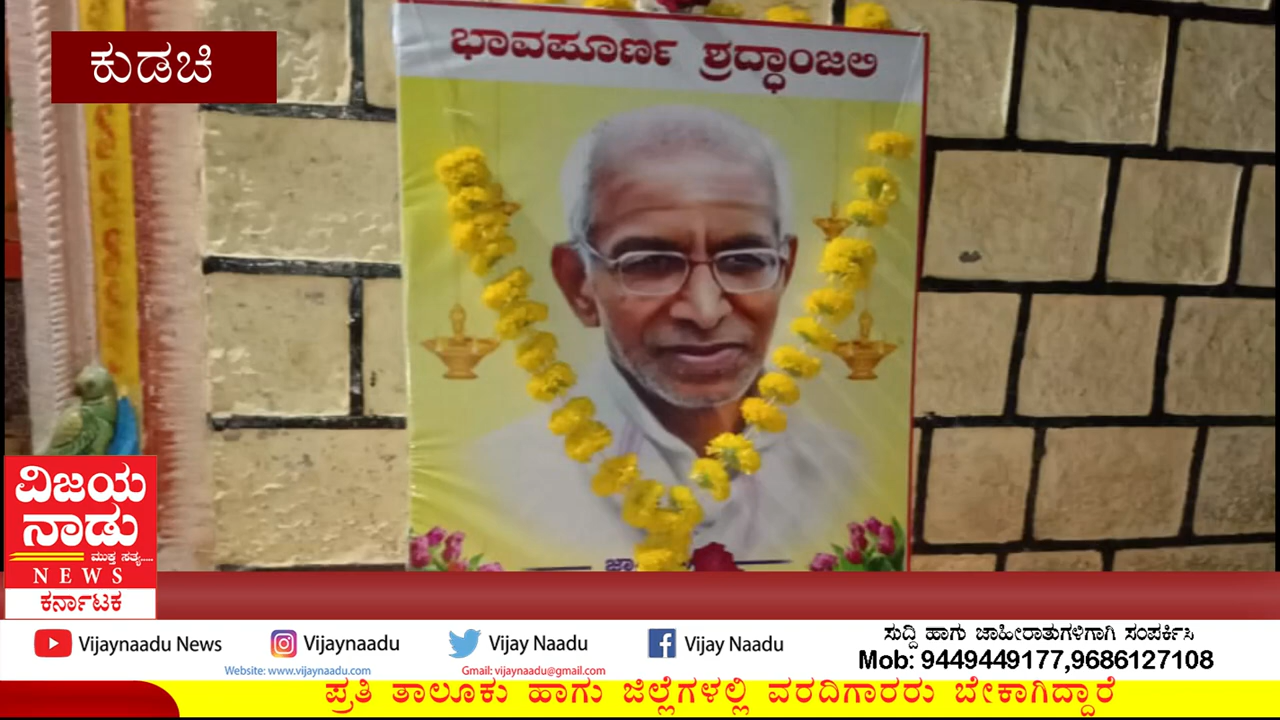 ಕುಡಚಿ
ಭಾವಪೂರ್ಣ ಶ್ರದ್ಧಾಂಜಲಿ
ವಿಜಯ
ನಾಡು
ಮುಕ್ತ ಸತ್ಯ.....
NEWS
ಕರ್ನಾಟಕ
Vijaynaadu News
Vijaynaadu
Vijay Naadu
Vijay Naadu
Website: www.vijaynaadu.com
Gmail: vijaynaadu@gmail.com
ಸುದ್ದಿ ಹಾಗು ಜಾಹೀರಾತುಗಳಿಗಾಗಿ ಸಂಪರ್ಕಿಸಿ
Mob: 9449449177,9686127108
ಪ್ರತಿ ತಾಲೂಕು ಹಾಗು ಜಿಲ್ಲೆಗಳಲ್ಲಿ ವರದಿಗಾರರು ಬೇಕಾಗಿದ್ದಾರೆ